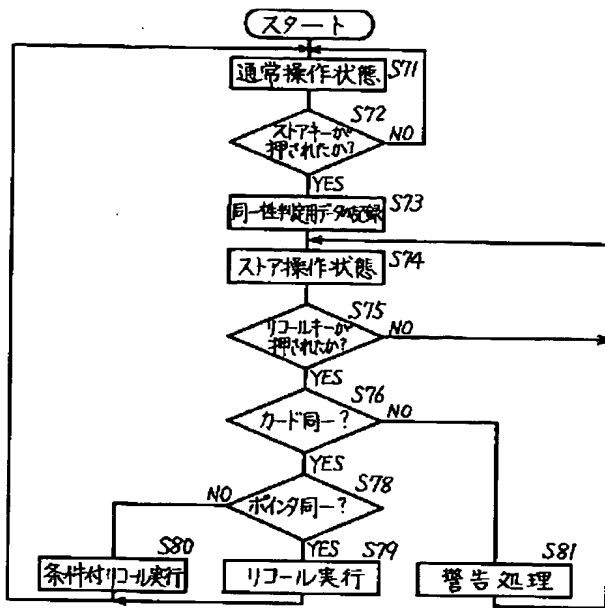 スタート
通常操作状態
S71
S72
ストアキーが
押されたか?
NO
YES
同一性判定用データの記録
S73
ストア操作状態
S74
S75
リコールキーが
押されたか?
NO
YES
S76
カード同一?
NO
YES
S78
ポインタ同一?
NO
YES
S80
条件付リコール実行
S79
リコール実行
S81
警告処理